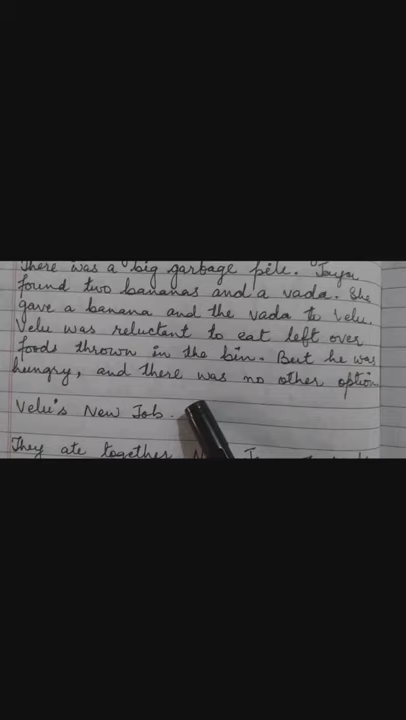 There was a big garbage pile. Jaya
found two bananas and a vada. She
gave a banana and the vada to Velu.
Velu was reluctant to eat left over
foods thrown in the bin. But he was
hungry, and there was no other option
Velu's New Job.
They ate together